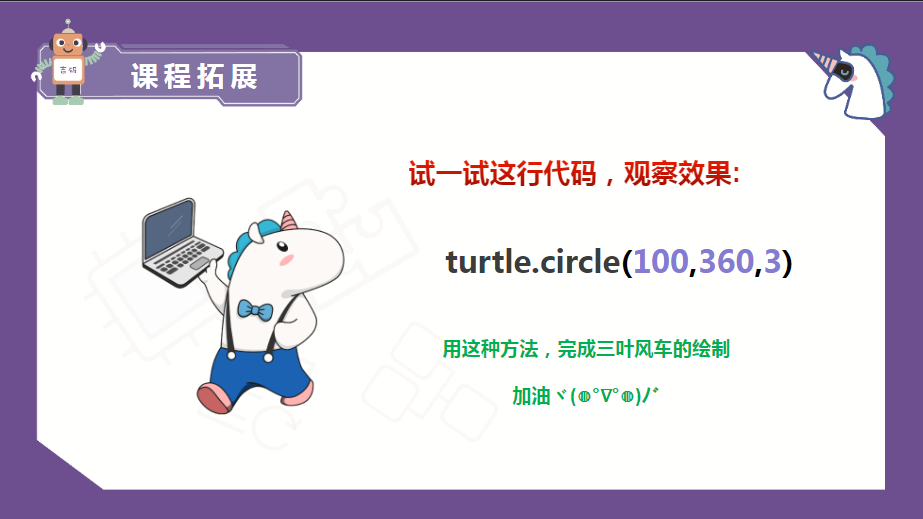 课程拓展
试一试这行代码，观察效果:
turtle.circle(100,360,3)
用这种方法，完成三叶风车的绘制
加油ヾ(◍°∇°◍)ﾉﾞ